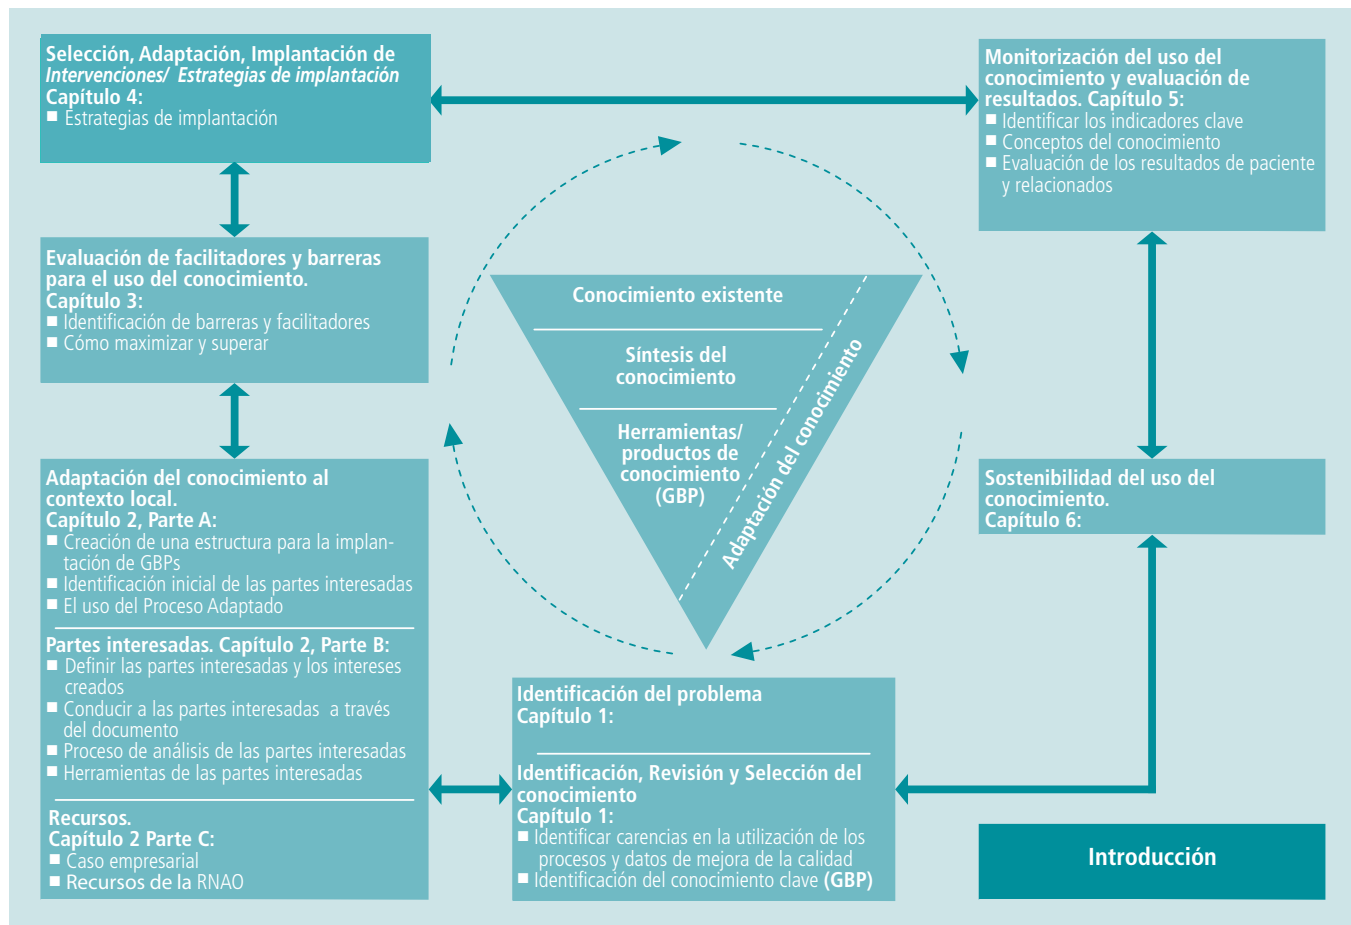 Selección, Adaptación, Implantación de
Intervenciones/ Estrategias de implantación
Capítulo 4:
■ Estrategias de implantación
Monitorización del uso del
conocimiento y evaluación de
resultados. Capítulo 5:
■ Identificar los indicadores clave
■ Conceptos del conocimiento
■ Evaluación de los resultados de paciente
y relacionados
Evaluación de facilitadores y barreras
para el uso del conocimiento.
Capítulo 3:
■ Identificación de barreras y facilitadores
■ Cómo maximizar y superar
Conocimiento existente
Síntesis del
conocimiento
Herramientas/
productos de
conocimiento
(GBP)
Adaptación del conocimiento
Adaptación del conocimiento al
contexto local.
Capítulo 2, Parte A:
■ Creación de una estructura para la implan-
tación de GBPs
■ Identificación inicial de las partes interesadas
■ El uso del Proceso Adaptado
Partes interesadas. Capítulo 2, Parte B:
■ Definir las partes interesadas y los intereses
creados
■ Conducir a las partes interesadas a través
del documento
■ Proceso de análisis de las partes interesadas
■ Herramientas de las partes interesadas
Recursos.
Capítulo 2 Parte C:
■ Caso empresarial
■ Recursos de la RNAO
Sostenibilidad del uso del
conocimiento.
Capítulo 6:
Identificación del problema
Capítulo 1:
Identificación, Revisión y Selección del
conocimiento
Capítulo 1:
■ Identificar carencias en la utilización de los
procesos y datos de mejora de la calidad
■ Identificación del conocimiento clave (GBP)
Introducción